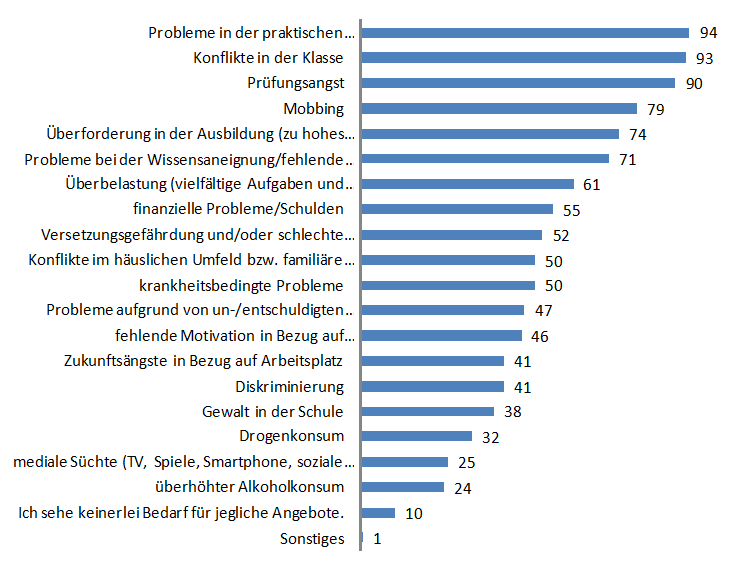 Probleme in der praktischen... 94
Konflikte in der Klasse 93
Prüfungsangst 90
Mobbing 79
Überforderung in der Ausbildung (zu hohes... 74
Probleme bei der Wissensaneignung/fehlende.. 71
Überbelastung (vielfältige Aufgaben und.. 61
finanzielle Probleme/Schulden 55
Versetzungsgefährdung und/oder schlechte... 52
Konflikte im häuslichen Umfeld bzw. familiäre... 50
krankheitsbedingte Probleme 50
Probleme aufgrund von un-/entschuldigten.. 47
fehlende Motivation in Bezug auf... 46
Zukunftsängste in Bezug auf Arbeitsplatz 41
Diskriminierung 41
Gewalt in der Schule 38
Drogenkonsum 32
mediale Süchte (TV, Spiele, Smartphone, soziale... 25
überhöhter Alkoholkonsum 24
Ich sehe keinerlei Bedarf für jegliche Angebote. 10
Sonstiges 1